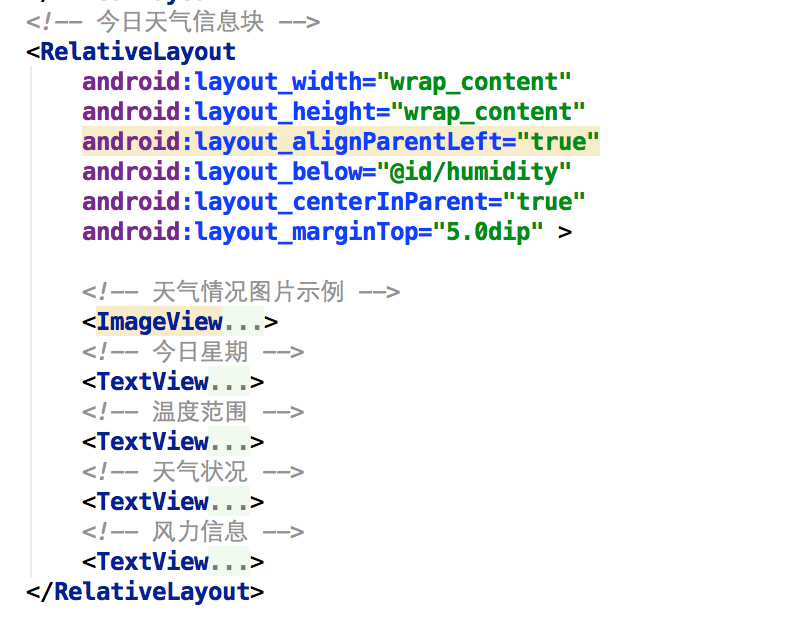 <!-- 今日天气信息块 -->
<RelativeLayout
android:layout_width="wrap_content"
android:layout_height="wrap_content"
android:layout_alignParentLeft="true"
android:layout_below="@id/humidity"
android:layout_centerInParent="true"
android:layout_marginTop="5.0dip" >
<!-- 天气情况图片示例 -->
<ImageView...>
<!-- 今日星期 -->
<TextView...>
<!-- 温度范围 -->
<TextView...>
<!-- 天气状况 -->
<TextView...>
<!-- 风力信息 -->
<TextView...>
</RelativeLayout>